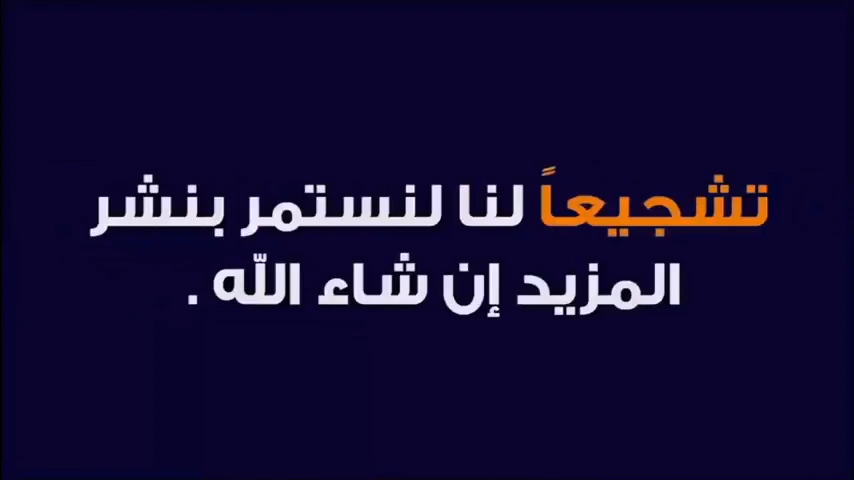 تشجيعاً لنا لنستمر بنشر
المزيد إن شاء الله .